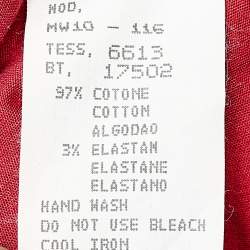 MOD,
MW10 - 116
TESS, 6613
BT, 17502
97% COTONE
COTTON
ALGODAO
3% ELASTAM
ELASTANE
ELASTANO
HAND WASH
DO NOT USE BLEACH
COOL IRON